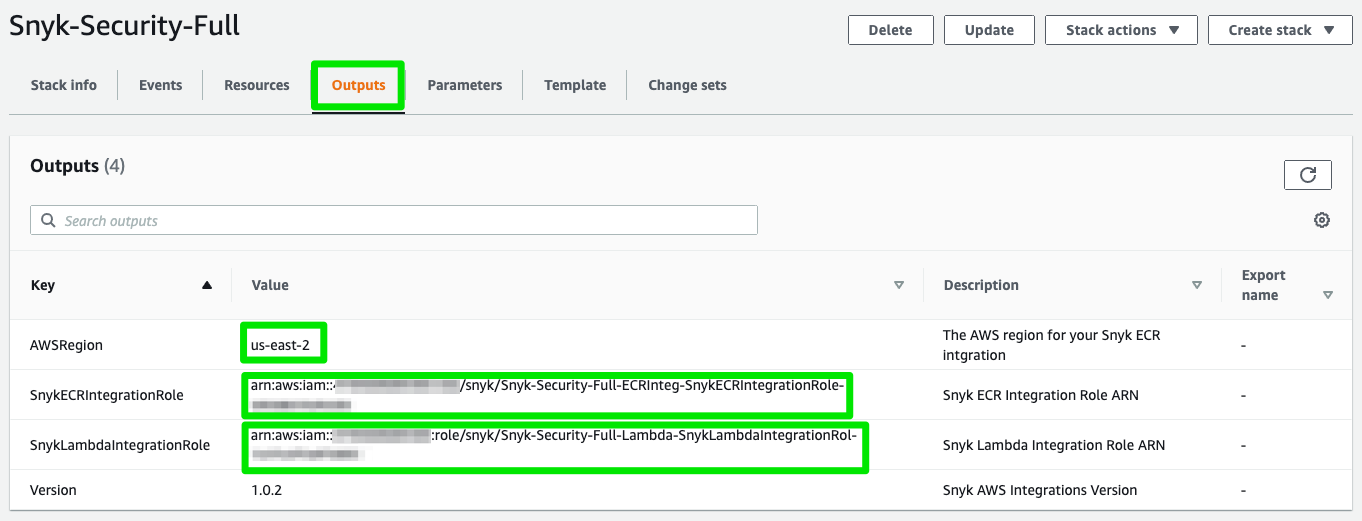 Snyk-Security-Full
Delete
Update
Stack actions
Create stack
Stack info
Events
Resources
Outputs
Parameters
Template
Change sets
Outputs (4)
Search outputs
Key
Value
Description
Export
name
AWSRegion
us-east-2
The AWS region for your Snyk ECR
intgration
-
SnykECRIntegrationRole
arn:aws:iam:: /snyk/Snyk-Security-Full-ECRInteg-SnykECRIntegrationRole-
Snyk ECR Integration Role ARN
-
SnykLambdaIntegrationRole
arn:aws:iam:: :role/snyk/Snyk-Security-Full-Lambda-SnykLambdaIntegrationRol-
Snyk Lambda Integration Role ARN
-
Version
1.0.2
Snyk AWS Integrations Version
-